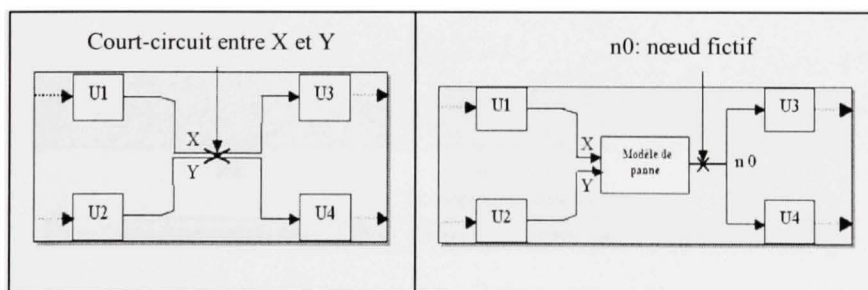 Court-circuit entre X et Y
U1
U3
X
Y
U2
U4
n0: nœud fictif
U1
U3
X
Modèle de
panne
n 0
Y
U2
U4